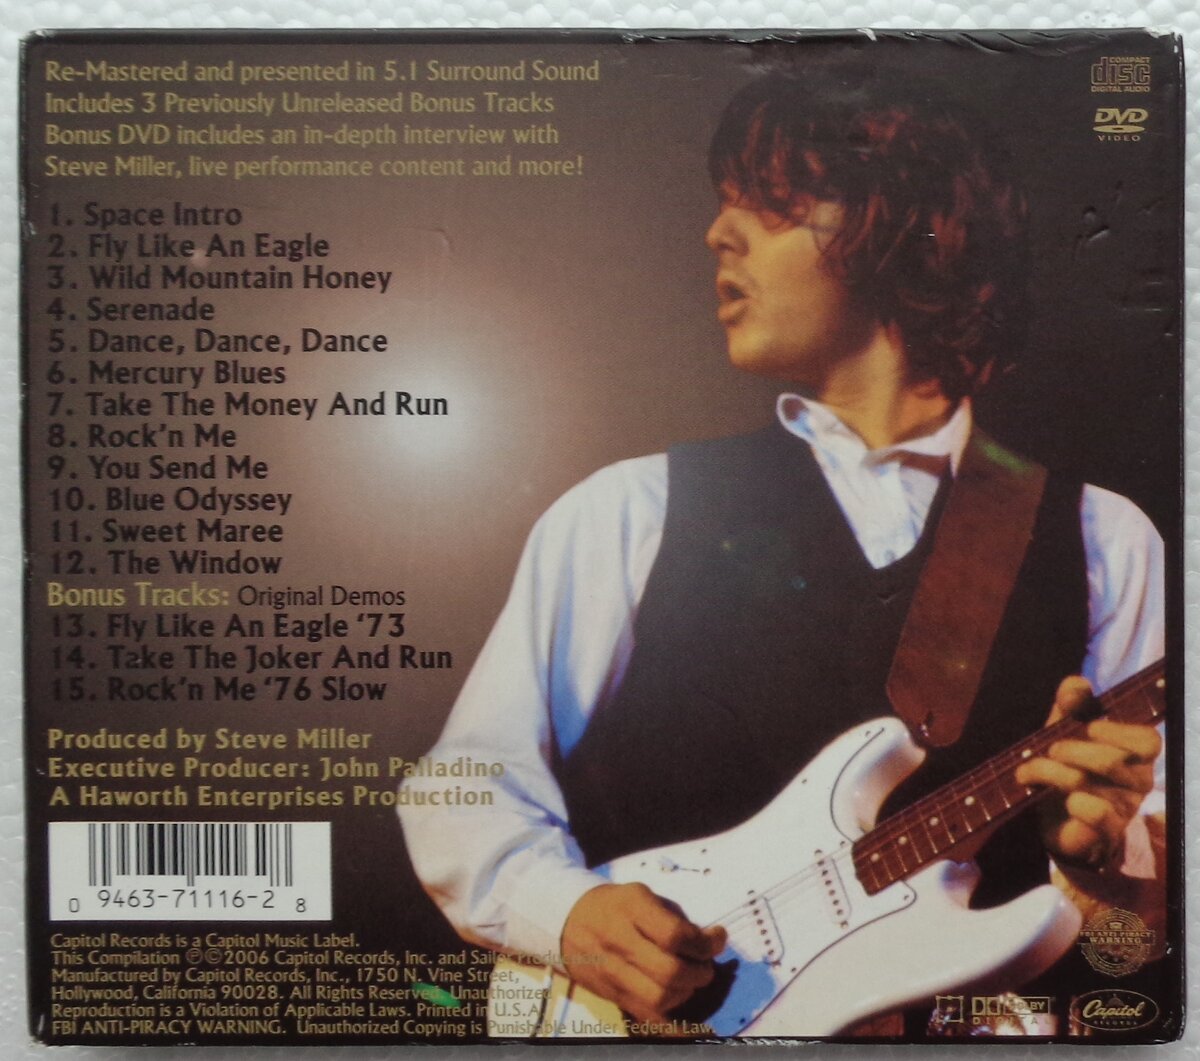 Re-Mastered and presented in 5.1 Surround Sound
Includes 3 Previously Unreleased Bonus Tracks
Bonus DVD includes an in-depth interview with
Steve Miller, live performance content and more!
COMPACT
disc
DIGITAL AUDIO
DVD
VIDEO
1. Space Intro
2. Fly Like An Eagle
3. Wild Mountain Honey
4. Serenade
5. Dance, Dance, Dance
6. Mercury Blues
7. Take The Money And Run
8. Rock'n Me
9. You Send Me
10. Blue Odyssey
11. Sweet Maree
12. The Window
Bonus Tracks: Original Demos
13. Fly Like An Eagle '73
14. Take The Joker And Run
15. Rock'n Me '76 Slow
Produced by Steve Miller
Executive Producer: John Palladino
A Haworth Enterprises Production
0 9463-71116-2 8
Capitol Records is a Capitol Music Label.
This Compilation ℗©2006 Capitol Records, Inc. and Sailor Productions.
Manufactured by Capitol Records, Inc., 1750 N. Vine Street,
Hollywood, California 90028. All Rights Reserved. Unauthorized
Reproduction is a Violation of Applicable Laws. Printed in U.S.A.
FBI ANTI-PIRACY WARNING. Unauthorized Copying is Punishable Under Federal Law.
FBI ANTI-PIRACY
WARNING
DOLBY
DIGITAL
Capitol
RECORDS